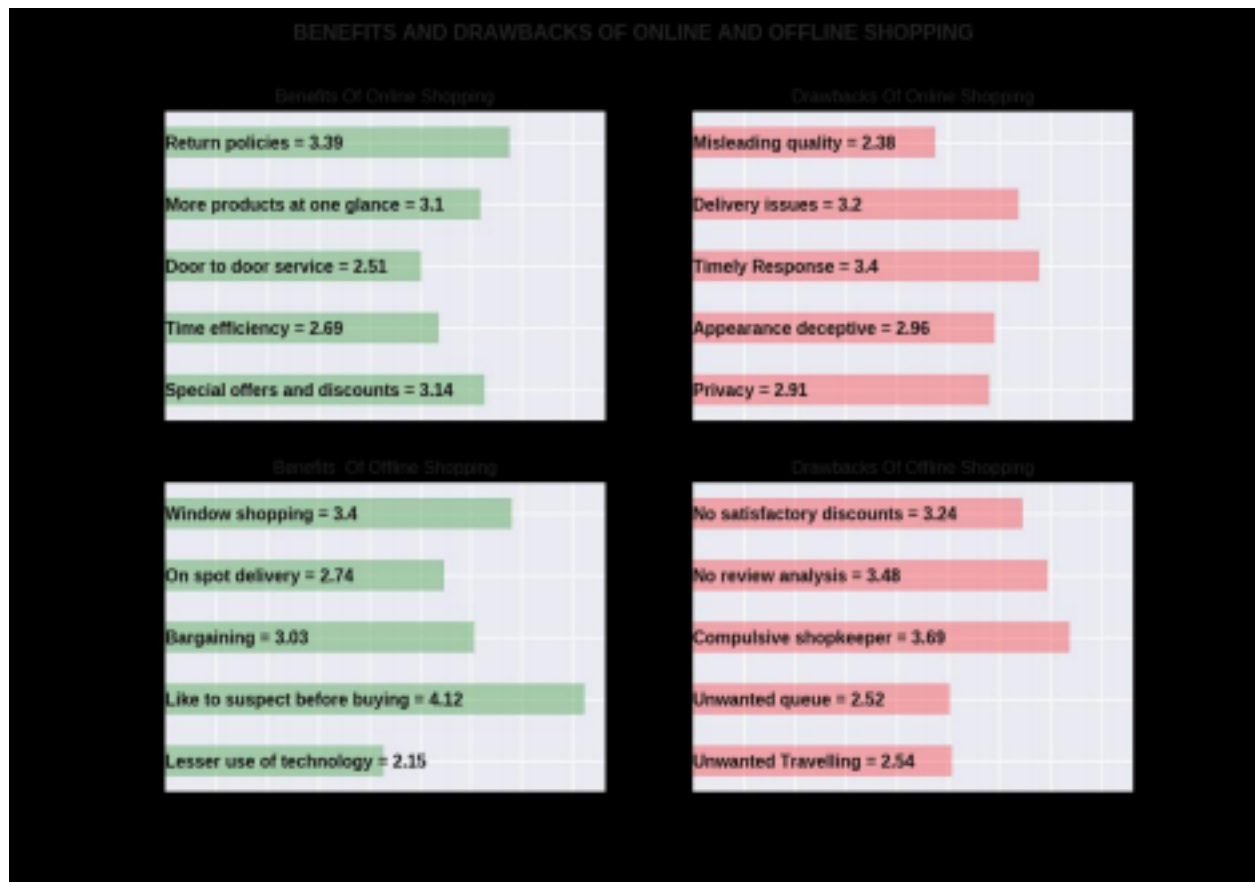 BENEFITS AND DRAWBACKS OF ONLINE AND OFFLINE SHOPPING
Benefits Of Online Shopping
Return policies = 3.39
More products at one glance = 3.1
Door to door service = 2.51
Time efficiency = 2.69
Special offers and discounts = 3.14
Drawbacks Of Online Shopping
Misleading quality = 2.38
Delivery issues = 3.2
Timely Response = 3.4
Appearance deceptive = 2.96
Privacy = 2.91
Benefits Of Offline Shopping
Window shopping = 3.4
On spot delivery = 2.74
Bargaining = 3.03
Like to suspect before buying = 4.12
Lesser use of technology = 2.15
Drawbacks Of Offline Shopping
No satisfactory discounts = 3.24
No review analysis = 3.48
Compulsive shopkeeper = 3.69
Unwanted queue = 2.52
Unwanted Travelling = 2.54